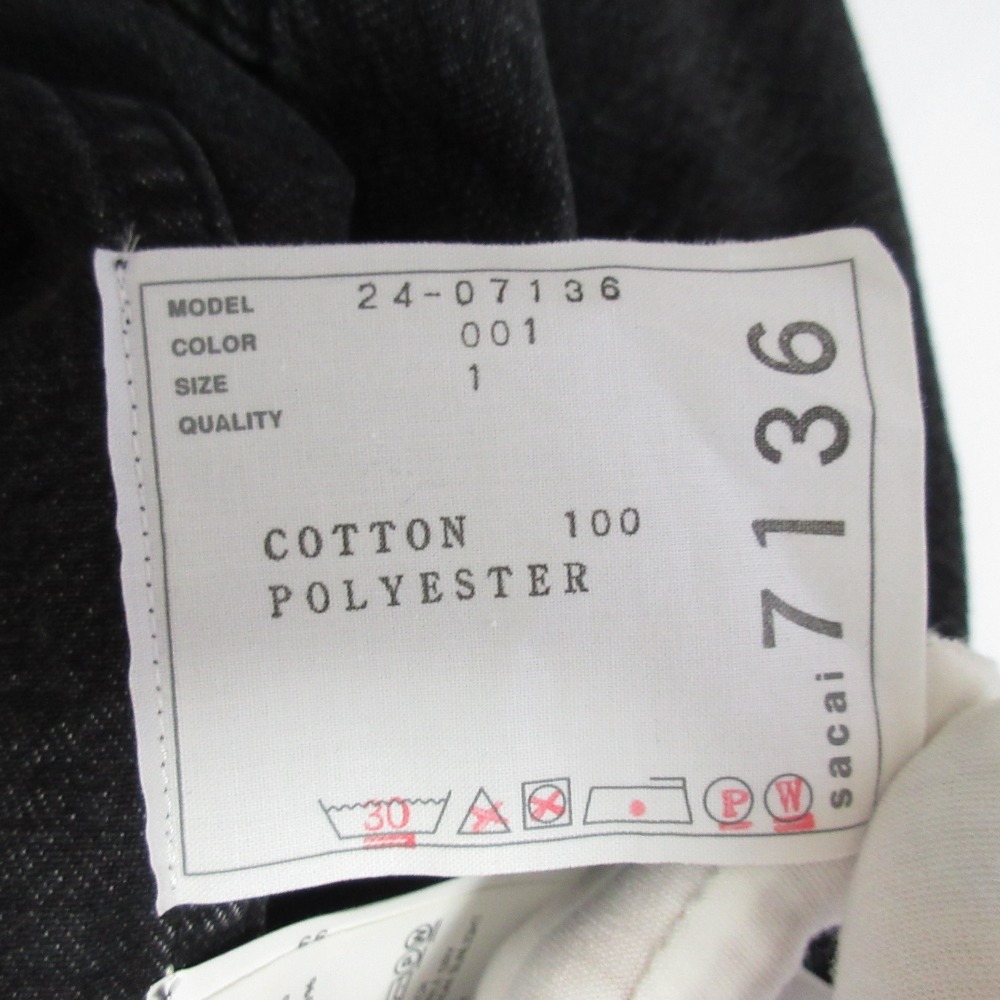 MODEL 24-07136
COLOR 001
SIZE 1
QUALITY
COTTON 100
POLYESTER
30 P W
sacai 7136